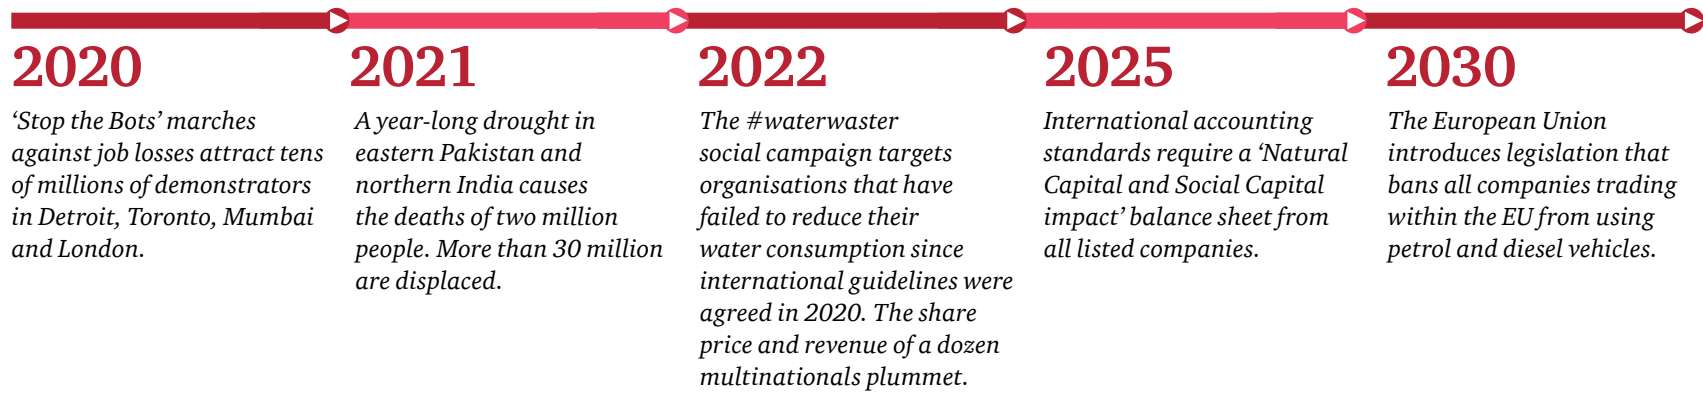 2020
‘Stop the Bots’ marches
against job losses attract tens
of millions of demonstrators
in Detroit, Toronto, Mumbai
and London.
2021
A year-long drought in
eastern Pakistan and
northern India causes
the deaths of two million
people. More than 30 million
are displaced.
2022
The #waterwaster
social campaign targets
organisations that have
failed to reduce their
water consumption since
international guidelines were
agreed in 2020. The share
price and revenue of a dozen
multinationals plummet.
2025
International accounting
standards require a ‘Natural
Capital and Social Capital
impact’ balance sheet from
all listed companies.
2030
The European Union
introduces legislation that
bans all companies trading
within the EU from using
petrol and diesel vehicles.